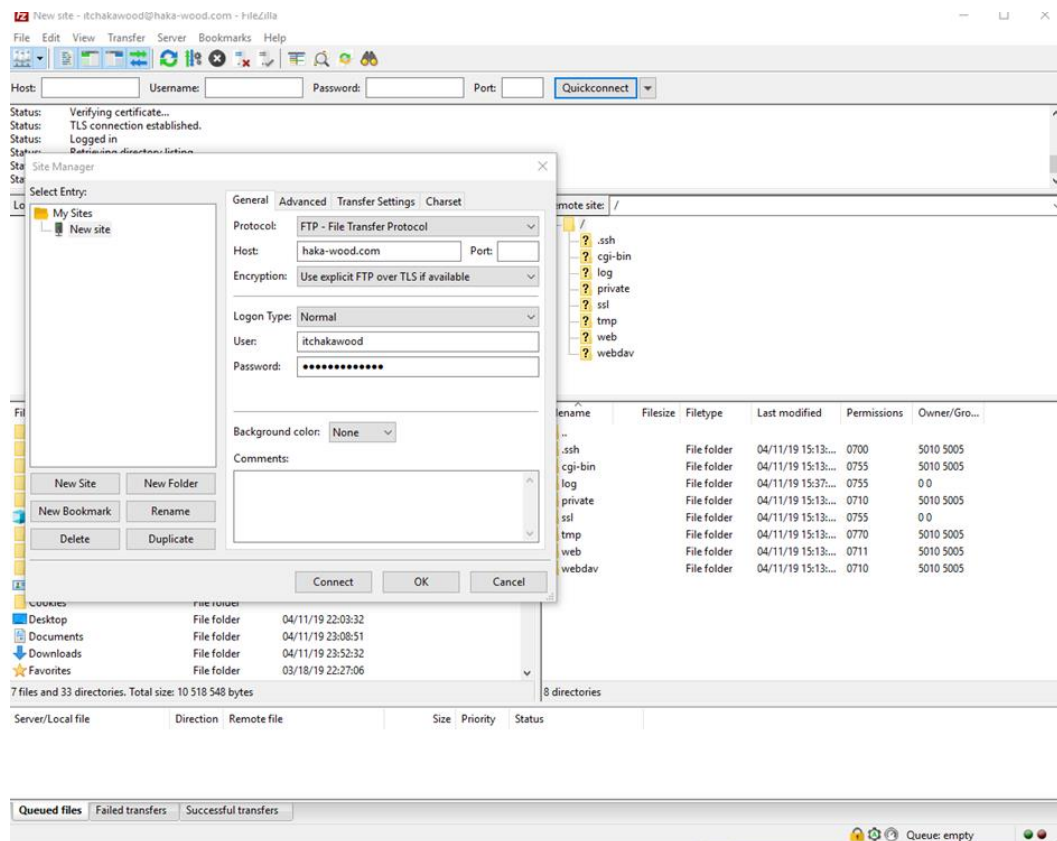 New site - itchakawood@haka-wood.com - FileZilla
File Edit View Transfer Server Bookmarks Help
Host: Username: Password: Port: Quickconnect
Status: Verifying certificate...
Status: TLS connection established.
Status: Logged in
Status: Retrieving directory listing
Sta
Sta
Site Manager
Select Entry:
My Sites
New site
New Site New Folder
New Bookmark Rename
Delete Duplicate
General Advanced Transfer Settings Charset
Protocol: FTP - File Transfer Protocol
Host: haka-wood.com Port:
Encryption: Use explicit FTP over TLS if available
Logon Type: Normal
User: itchakawood
Password: •••••••••••••
Background color: None
Comments:
Connect OK Cancel
Lo
emote site: /
/
.ssh
cgi-bin
log
private
ssl
tmp
web
webdav
Fil
Cookies File folder
Desktop File folder 04/11/19 22:03:32
Documents File folder 04/11/19 23:08:51
Downloads File folder 04/11/19 23:52:32
Favorites File folder 03/18/19 22:27:06
7 files and 33 directories. Total size: 10 518 548 bytes
lename Filesize Filetype Last modified Permissions Owner/Gro...
..
.ssh File folder 04/11/19 15:13:... 0700 5010 5005
cgi-bin File folder 04/11/19 15:13:... 0755 5010 5005
log File folder 04/11/19 15:37:... 0755 0 0
private File folder 04/11/19 15:13:... 0710 5010 5005
ssl File folder 04/11/19 15:13:... 0755 0 0
tmp File folder 04/11/19 15:13:... 0770 5010 5005
web File folder 04/11/19 15:13:... 0711 5010 5005
webdav File folder 04/11/19 15:13:... 0710 5010 5005
8 directories
Server/Local file Direction Remote file Size Priority Status
Queued files Failed transfers Successful transfers
Queue: empty